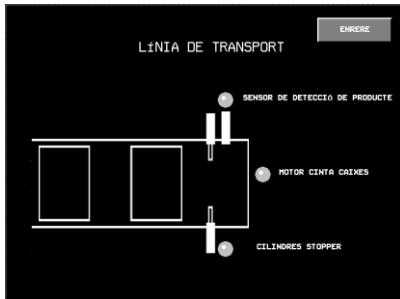 ENRERE
LíNIA DE TRANSPORT
SENSOR DE DETECCIó DE PRODUCTE
MOTOR CINTA CAIXES
CILINDRES STOPPER